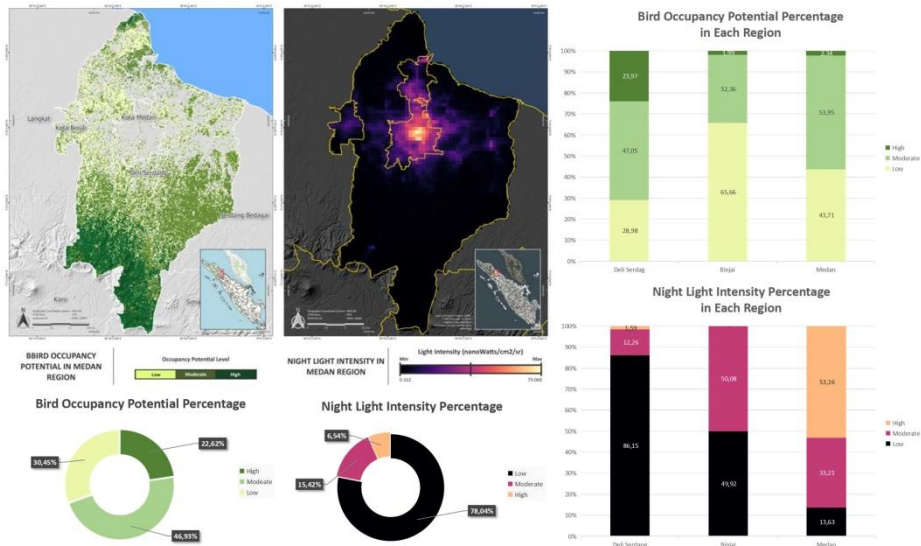 Langkat
Kota Binjai
Kota Medan
Deli Serdang
Serdang Bedagai
Karo
BBIRD OCCUPANCY
POTENTIAL IN MEDAN
REGION
Occupancy Potential Level
Low
Moderate
High
NIGHT LIGHT INTENSITY IN
MEDAN REGION
Light Intensity (nanoWatts/cm2/sr)
Min
Max
0.162
73.069
Bird Occupancy Potential Percentage
22,62%
30,45%
46,93%
High
Modeate
Low
Night Light Intensity Percentage
6,54%
15,42%
78,04%
Low
Moderate
High
Bird Occupancy Potential Percentage
in Each Region
100%
90%
80%
70%
60%
50%
40%
30%
20%
10%
0%
23,97
47,05
28,98
1,99
52,36
65,66
2,34
53,95
43,71
Deli Serdag
Binjai
Medan
High
Moderate
Low
Night Light Intensity Percentage
in Each Region
100%
90%
80%
70%
60%
50%
40%
30%
20%
10%
0%
1,59
12,26
86,15
50,08
49,92
53,16
33,21
13,63
Deli Serdang
Binjai
Medan
High
Moderate
Low